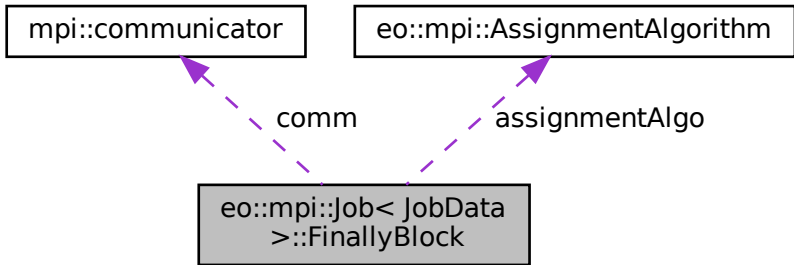 mpi::communicator
eo::mpi::AssignmentAlgorithm
comm
assignmentAlgo
eo::mpi::Job< JobData
>::FinallyBlock